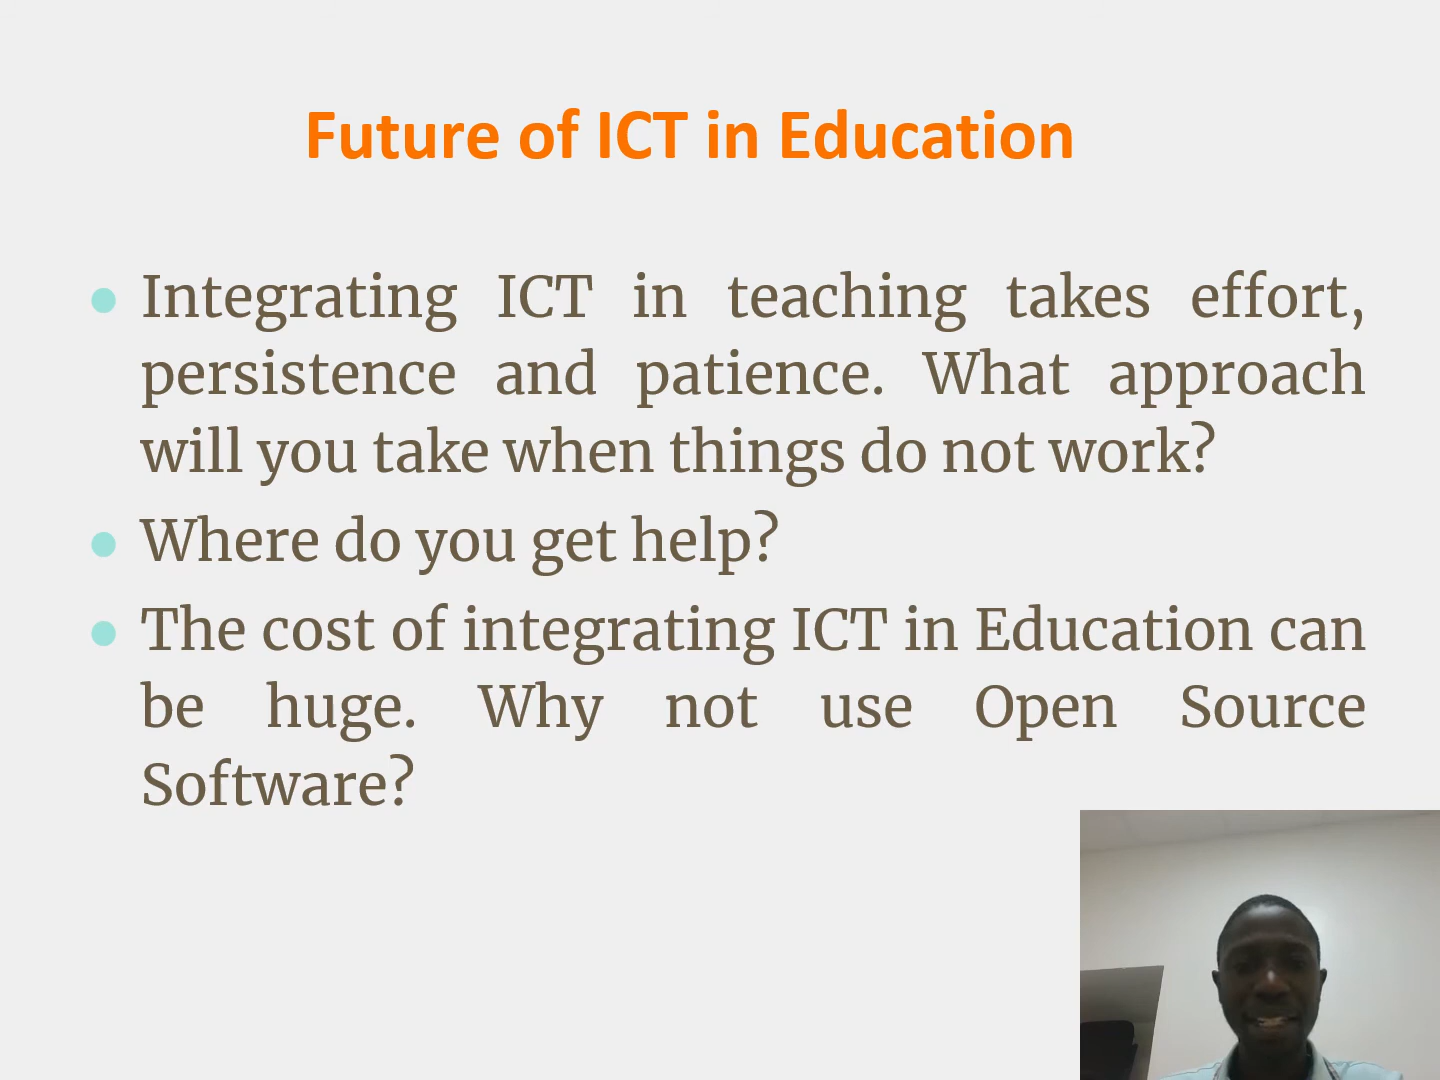 Future of ICT in Education
Integrating ICT in teaching takes effort,
persistence and patience. What approach
will you take when things do not work?
Where do you get help?
The cost of integrating ICT in Education can
be huge. Why not use Open Source
Software?